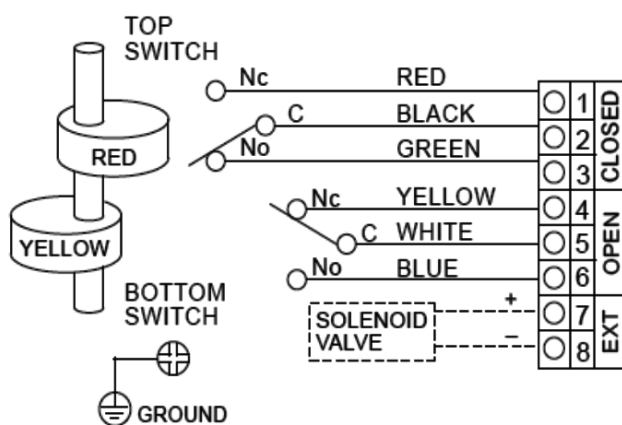 TOP
SWITCH
Nc RED 1
C BLACK 2
RED No GREEN 3
CLOSED
Nc YELLOW 4
YELLOW C WHITE 5
No BLUE 6
OPEN
BOTTOM
SWITCH
SOLENOID
VALVE
+ 7
– 8
EXT
GROUND